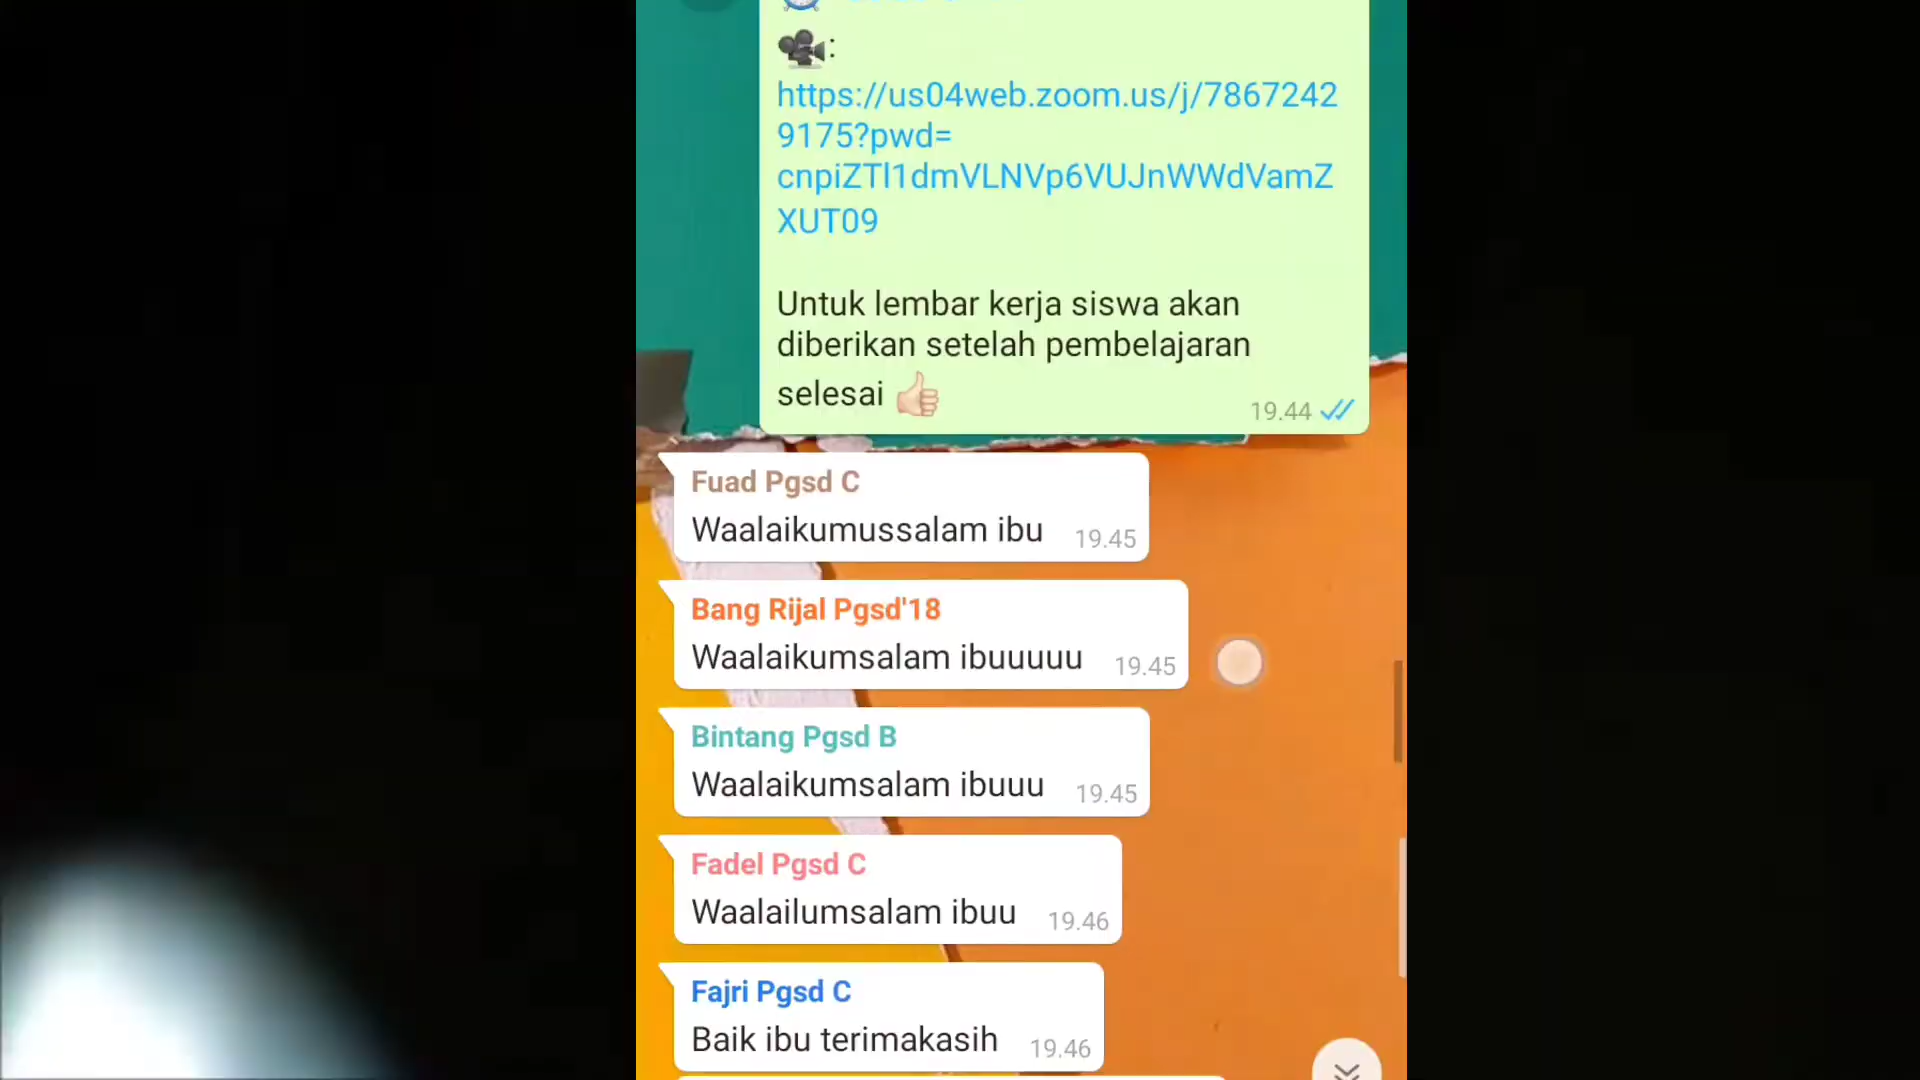 :
https://us04web.zoom.us/j/7867242
9175?pwd=
cnpiZTl1dmVLNVp6VUJnWWdVamZ
XUT09
Untuk lembar kerja siswa akan
diberikan setelah pembelajaran
selesai 👍🏻
19.44
Fuad Pgsd C
Waalaikumussalam ibu 19.45
Bang Rijal Pgsd'18
Waalaikumsalam ibuuuuu 19.45
Bintang Pgsd B
Waalaikumsalam ibuuu 19.45
Fadel Pgsd C
Waalailumsalam ibuu 19.46
Fajri Pgsd C
Baik ibu terimakasih 19.46